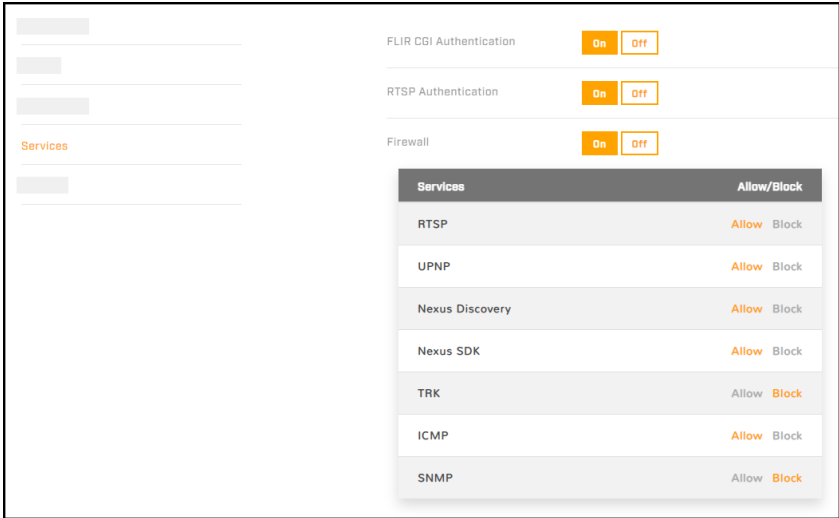 FLIR CGI Authentication On Off
RTSP Authentication On Off
Services
Firewall On Off
Services Allow/Block
RTSP Allow Block
UPNP Allow Block
Nexus Discovery Allow Block
Nexus SDK Allow Block
TRK Allow Block
ICMP Allow Block
SNMP Allow Block